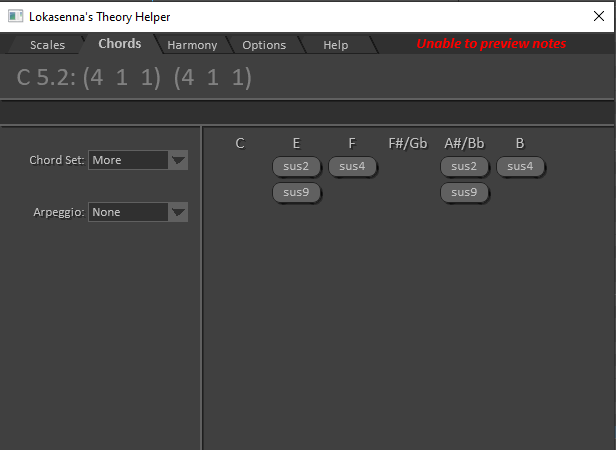 Lokasenna's Theory Helper
Scales Chords Harmony Options Help Unable to preview notes
C 5.2: (4 1 1) (4 1 1)
C E F F#/Gb A#/Bb B
Chord Set: More sus2 sus4 sus2 sus4
sus9 sus9
Arpeggio: None